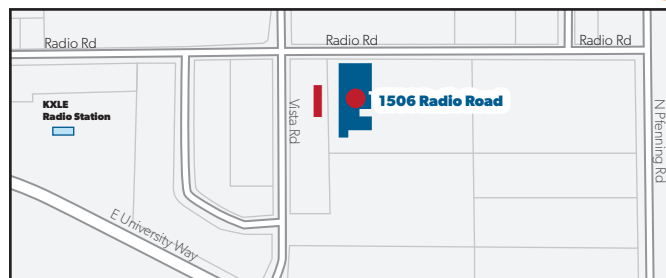 Radio Rd
Radio Rd
Radio Rd
KXLE
Radio Station
1506 Radio Road
Vista Rd
N Pfenning Rd
E University Way